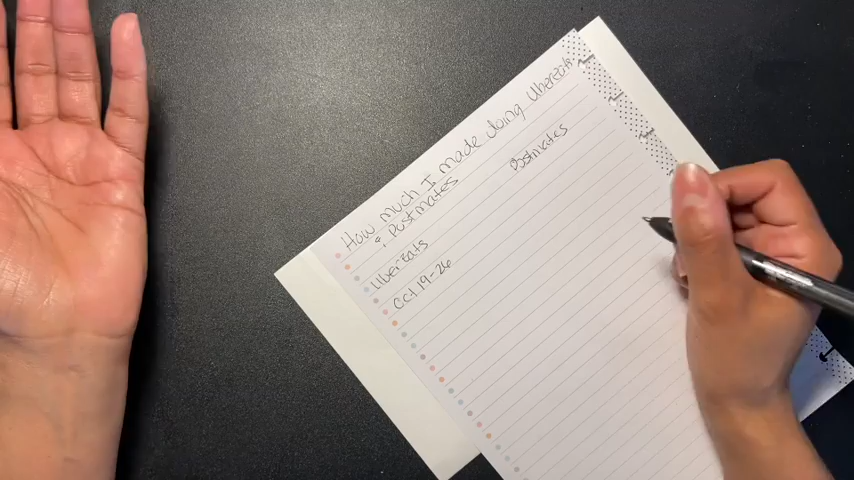 How much I made doing Ubereats
& Postmates
UberEats
Postmates
Oct 19-26